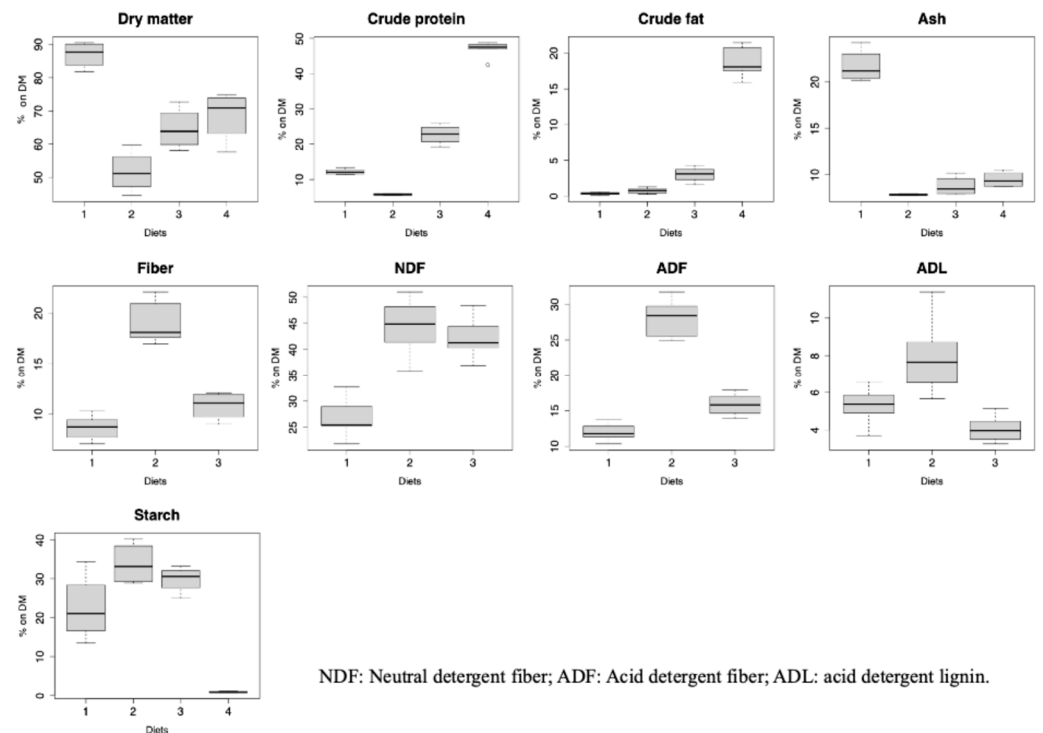 Dry matter
% on DM
90
80
70
60
50
1 2 3 4
Diets
Crude protein
% on DM
50
40
30
20
10
1 2 3 4
Diets
Crude fat
% on DM
20
15
10
5
0
1 2 3 4
Diets
Ash
% on DM
20
15
10
1 2 3 4
Diets
Fiber
% on DM
20
15
10
1 2 3
Diets
NDF
% on DM
50
45
40
35
30
25
1 2 3
Diets
ADF
% on DM
30
25
20
15
10
1 2 3
Diets
ADL
% on DM
10
8
6
4
1 2 3
Diets
Starch
% on DM
40
30
20
10
0
1 2 3 4
Diets
NDF: Neutral detergent fiber; ADF: Acid detergent fiber; ADL: acid detergent lignin.